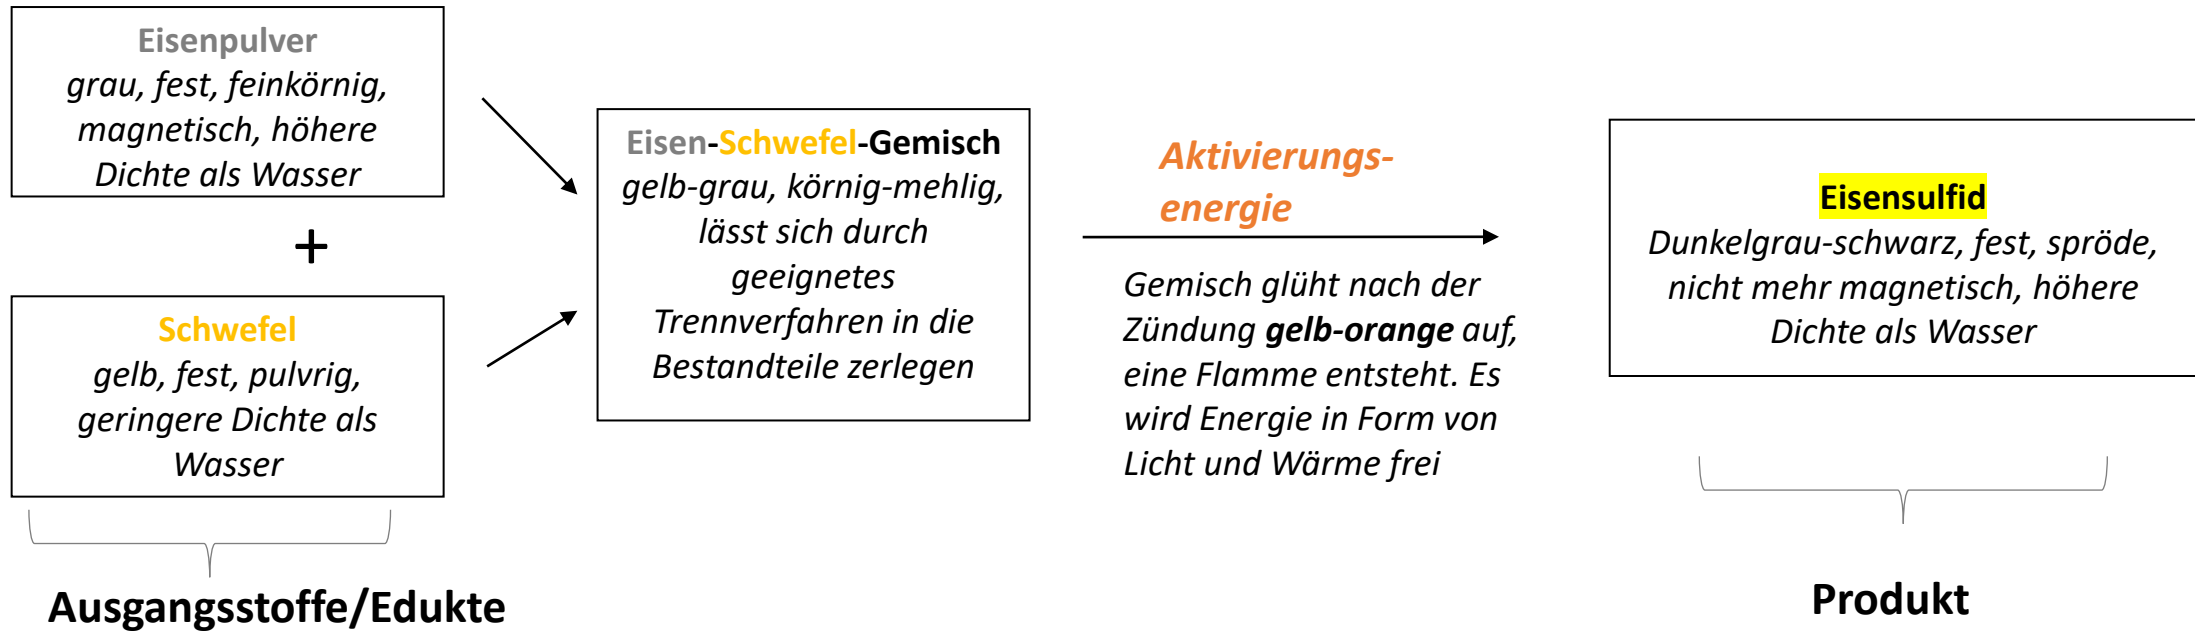 Eisenpulver
grau, fest, feinkörnig,
magnetisch, höhere
Dichte als Wasser
+
Schwefel
gelb, fest, pulvrig,
geringere Dichte als
Wasser
Ausgangsstoffe/Edukte
Eisen-Schwefel-Gemisch
gelb-grau, körnig-mehlig,
lässt sich durch
geeignetes
Trennverfahren in die
Bestandteile zerlegen
Aktivierungs-
energie
Gemisch glüht nach der
Zündung gelb-orange auf,
eine Flamme entsteht. Es
wird Energie in Form von
Licht und Wärme frei
Eisensulfid
Dunkelgrau-schwarz, fest, spröde,
nicht mehr magnetisch, höhere
Dichte als Wasser
Produkt